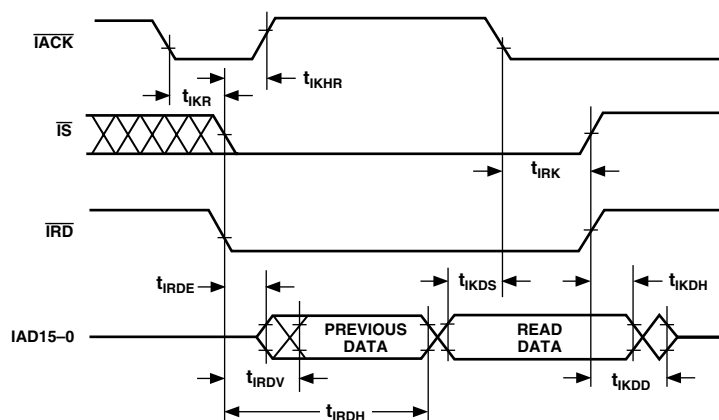 IACK
tIKHR
tIKR
IS
tIRK
IRD
tIRDE
tIKDS
tIKDH
IAD15–0
PREVIOUS
DATA
READ
DATA
tIRDV
tIKDD
tIRDH